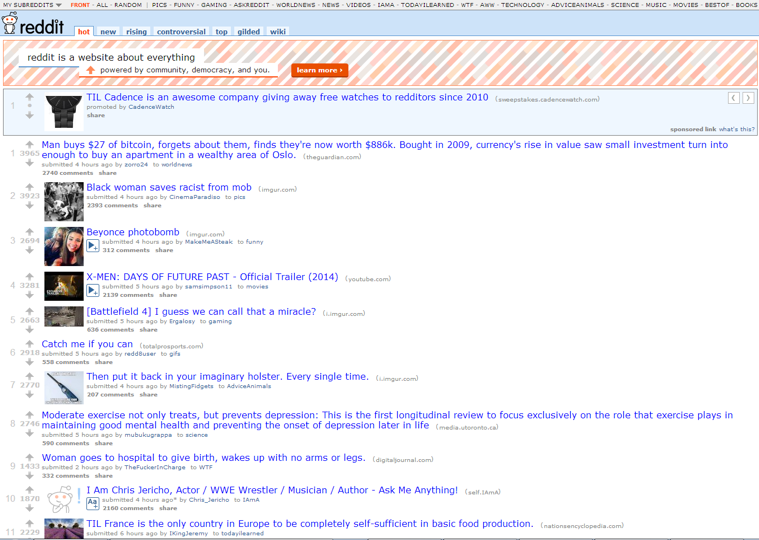 MY SUBREDDITS FRONT - ALL - RANDOM | PICS - FUNNY - GAMING - ASKREDDIT - WORLDNEWS - NEWS - VIDEOS - IAMA - TODAYILEARNED - WTF - AWW - TECHNOLOGY - ADVICEANIMALS - SCIENCE - MUSIC - MOVIES - BESTOF - BOOKS
reddit hot new rising controversial top gilded wiki
reddit is a website about everything
powered by community, democracy, and you. learn more ›
1 TIL Cadence is an awesome company giving away free watches to redditors since 2010 (sweepstakes.cadencewatch.com)
promoted by CadenceWatch
share
sponsored link what's this?
1 3965 Man buys $27 of bitcoin, forgets about them, finds they're now worth $886k. Bought in 2009, currency's rise in value saw small investment turn into
enough to buy an apartment in a wealthy area of Oslo. (theguardian.com)
submitted 4 hours ago by zorro24 to worldnews
2740 comments share
2 3923 Black woman saves racist from mob (imgur.com)
submitted 4 hours ago by CinemaParadiso to pics
2393 comments share
3 2694 Beyonce photobomb (imgur.com)
submitted 4 hours ago by MakeMeASteak to funny
312 comments share
4 3281 X-MEN: DAYS OF FUTURE PAST - Official Trailer (2014) (youtube.com)
submitted 5 hours ago by samsimpson11 to movies
2139 comments share
5 2663 [Battlefield 4] I guess we can call that a miracle? (i.imgur.com)
submitted 5 hours ago by Ergalosy to gaming
636 comments share
6 2918 Catch me if you can (totalprosports.com)
submitted 5 hours ago by redd8user to gifs
558 comments share
7 2770 Then put it back in your imaginary holster. Every single time. (i.imgur.com)
submitted 4 hours ago by MistingFidgets to AdviceAnimals
207 comments share
8 2746 Moderate exercise not only treats, but prevents depression: This is the first longitudinal review to focus exclusively on the role that exercise plays in
maintaining good mental health and preventing the onset of depression later in life (media.utoronto.ca)
submitted 5 hours ago by mubukugrappa to science
590 comments share
9 1433 Woman goes to hospital to give birth, wakes up with no arms or legs. (digitaljournal.com)
submitted 2 hours ago by TheFuckerInCharge to WTF
332 comments share
10 1870 I Am Chris Jericho, Actor / WWE Wrestler / Musician / Author - Ask Me Anything! (self.IAmA)
Aa submitted 4 hours ago* by Chris_Jericho to IAmA
2160 comments share
11 2229 TIL France is the only country in Europe to be completely self-sufficient in basic food production. (nationsencyclopedia.com)
submitted 6 hours ago by IKingJeremy to todayilearned